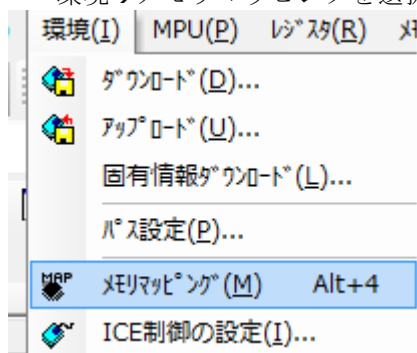 環境(I) MPU(P) ﾚｼﾞｽﾀ(R)
ﾀﾞｳﾝﾛｰﾄﾞ(D)...
ｱｯﾌﾟﾛｰﾄﾞ(U)...
固有情報ﾀﾞｳﾝﾛｰﾄﾞ(L)...
ﾊﾟｽ設定(P)...
MAP ﾒﾓﾘﾏｯﾋﾟﾝｸﾞ(M) Alt+4
ICE制御の設定(I)...